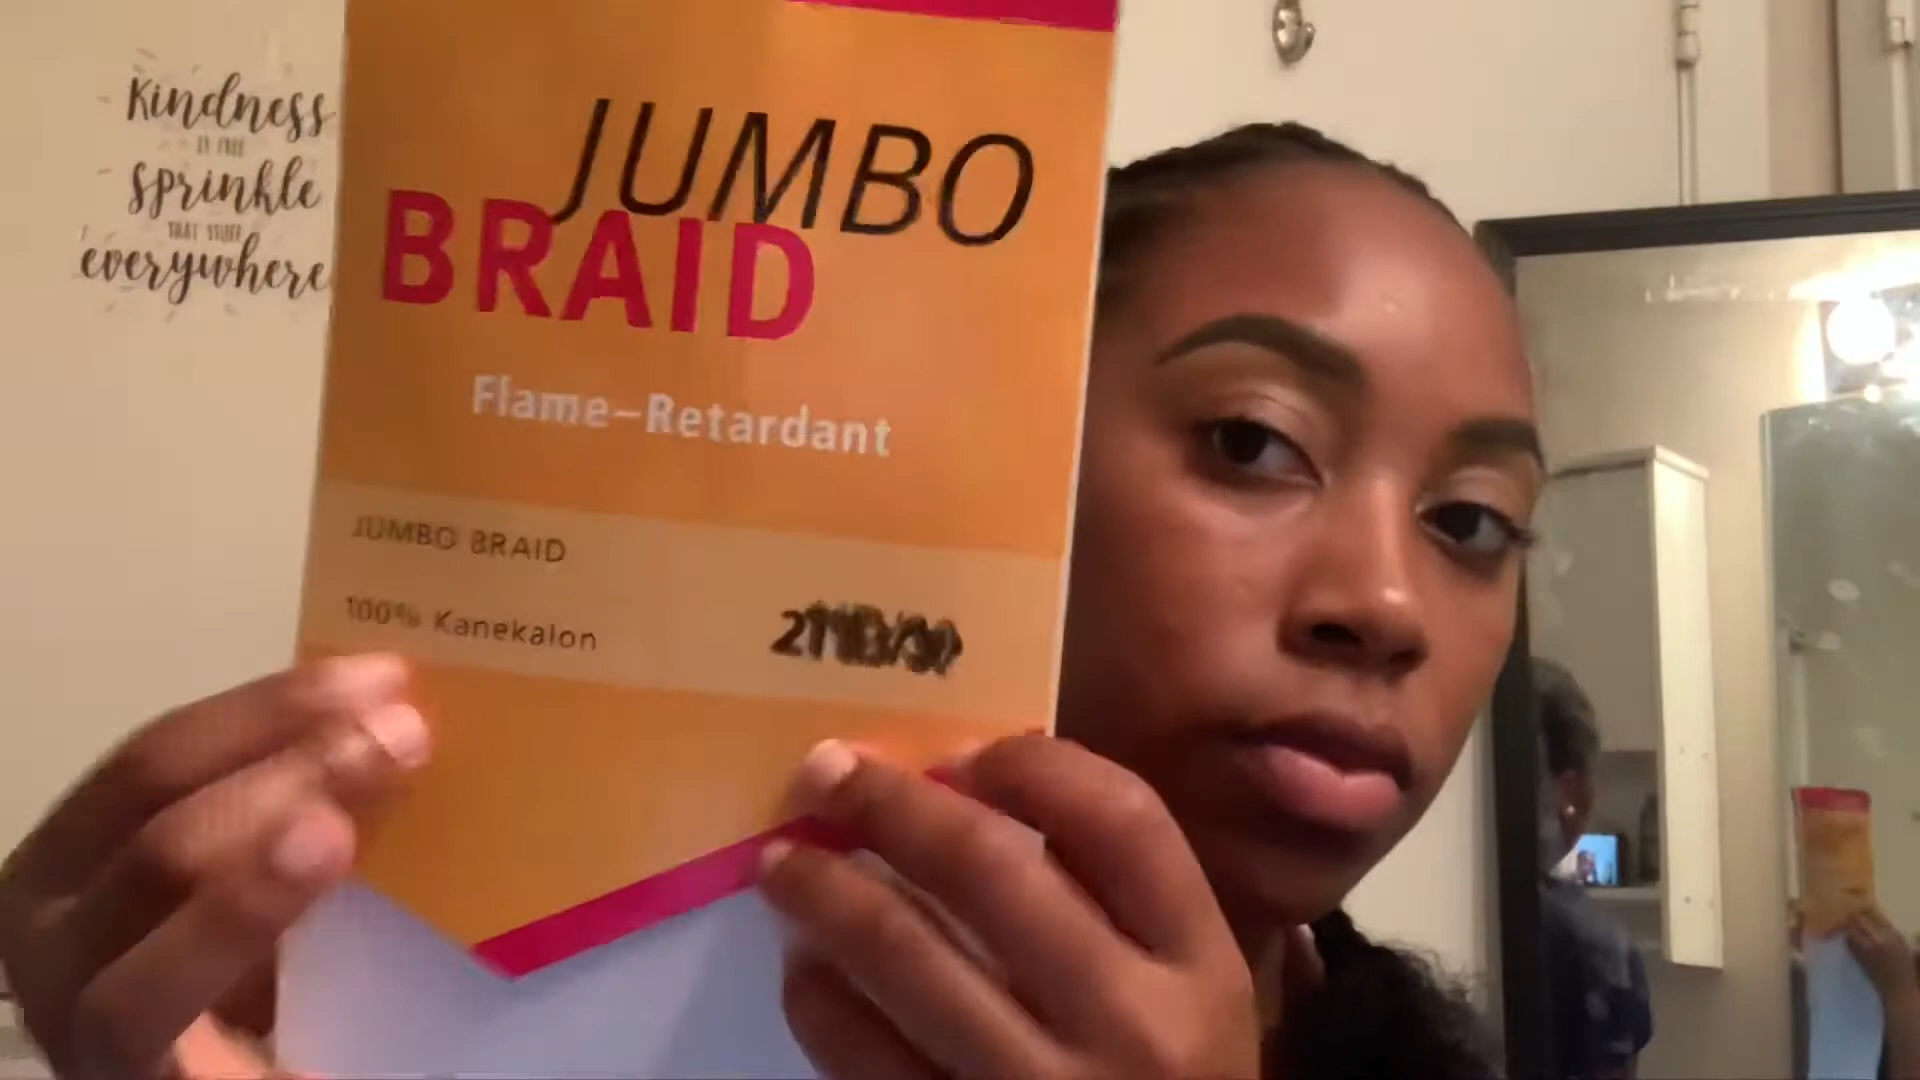 Kindness
IS FREE
sprinkle
THAT STUFF
everywhere
JUMBO
BRAID
Flame-Retardant
JUMBO BRAID
100% Kanekalon